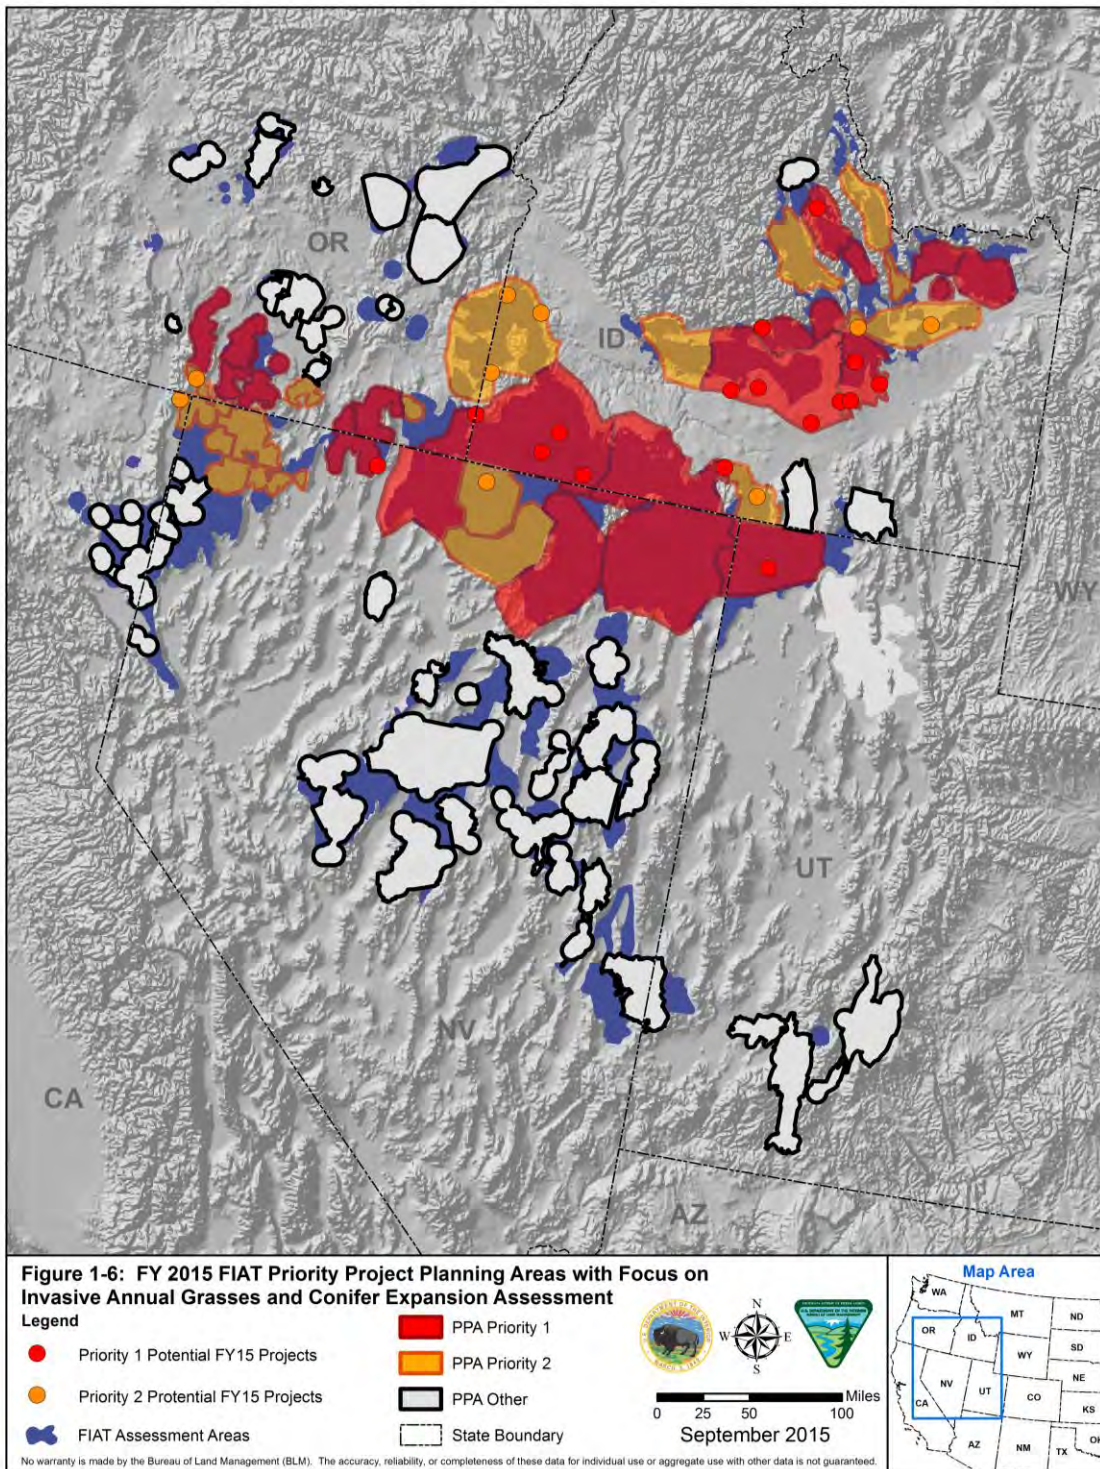 OR
ID
WY
UT
NV
CA
AZ
Figure 1-6: FY 2015 FIAT Priority Project Planning Areas with Focus on
Invasive Annual Grasses and Conifer Expansion Assessment
Legend
Priority 1 Potential FY15 Projects
Priority 2 Potential FY15 Projects
FIAT Assessment Areas
PPA Priority 1
PPA Priority 2
PPA Other
State Boundary
N
W
E
S
Miles
0 25 50 100
September 2015
Map Area
WA
MT
ND
OR
ID
SD
WY
NE
NV
UT
CO
CA
KS
AZ
NM
TX
OK
No warranty is made by the Bureau of Land Management (BLM). The accuracy, reliability, or completeness of these data for individual use or aggregate use with other data is not guaranteed.